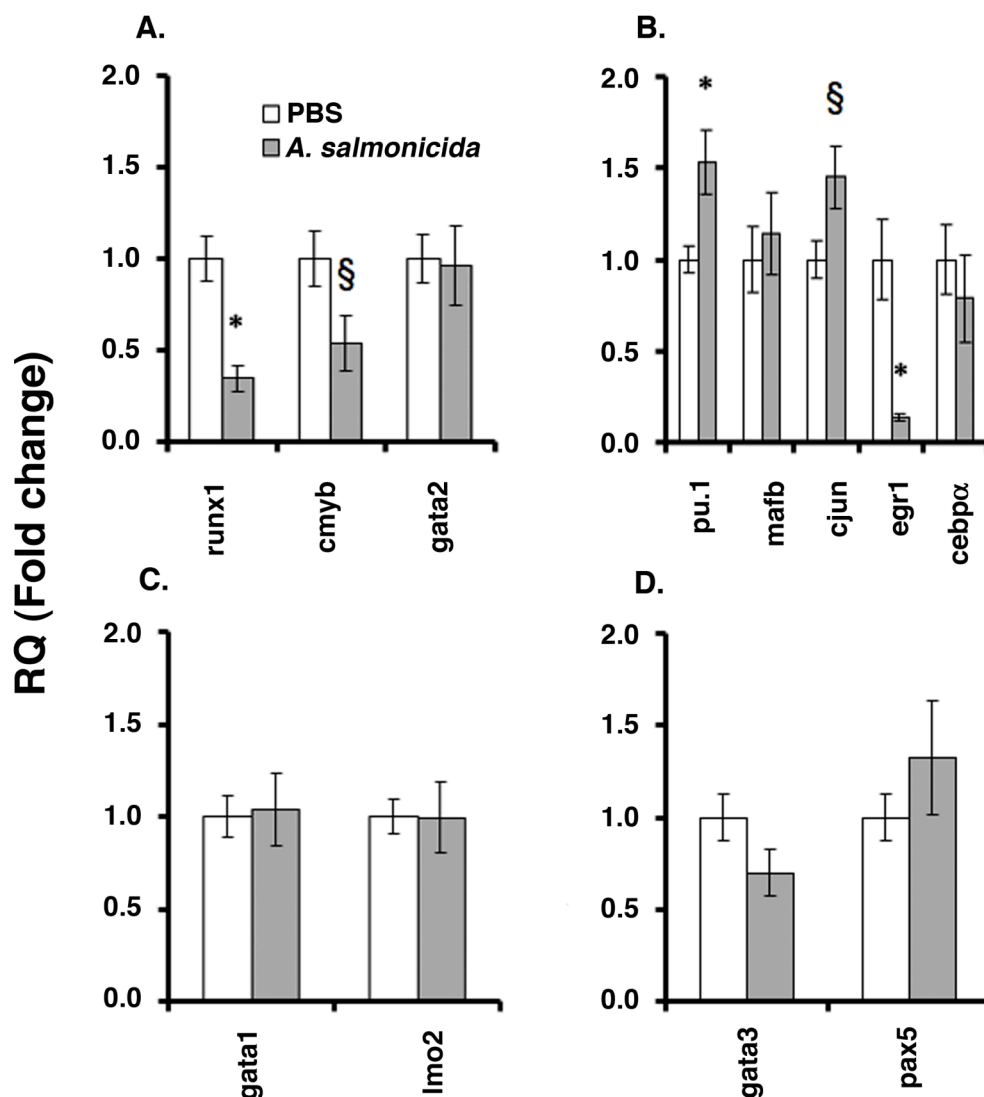 RQ (Fold change)
A.
2.0
1.5
1.0
0.5
0.0
PBS
A. salmonicida
*
§
runx1
cmyb
gata2
B.
2.0
1.5
1.0
0.5
0.0
*
§
*
pu.1
mafb
cjun
egr1
cebpα
C.
2.0
1.5
1.0
0.5
0.0
gata1
lmo2
D.
2.0
1.5
1.0
0.5
0.0
gata3
pax5